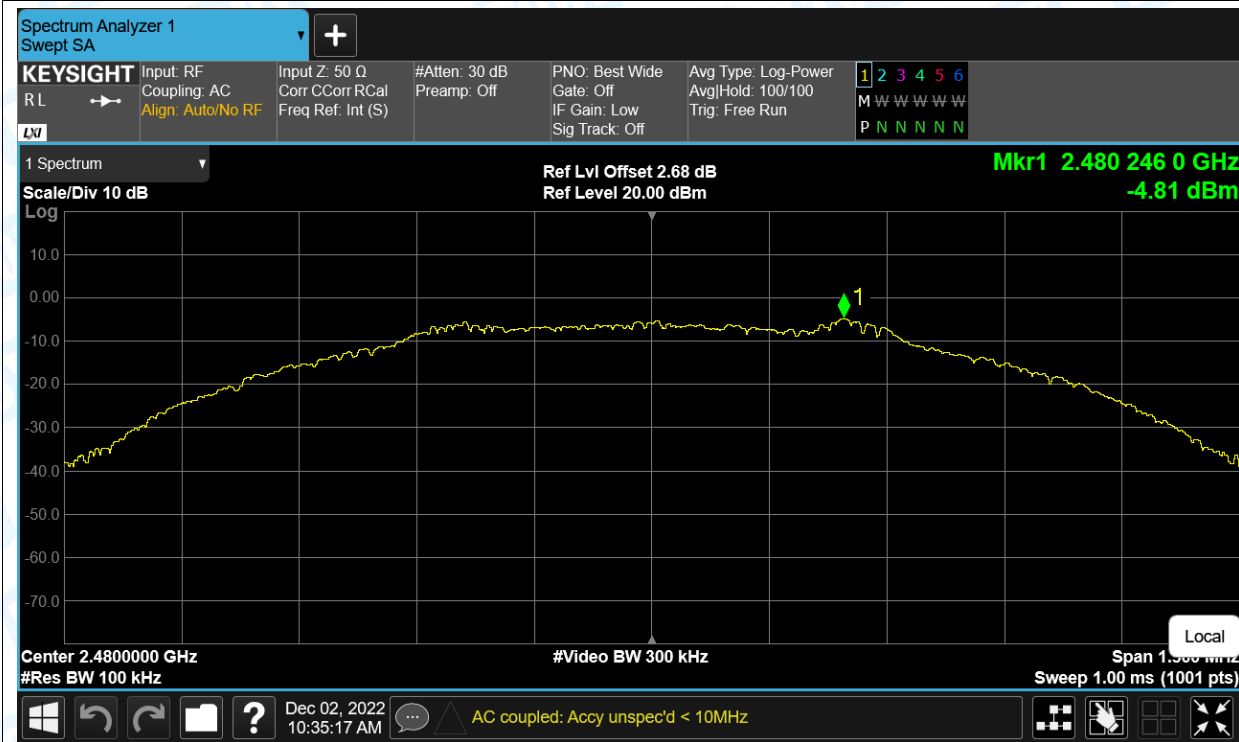 Spectrum Analyzer 1
Swept SA
KEYSIGHT
R L
LXI
Input: RF
Coupling: AC
Align: Auto/No RF
Input Z: 50 Ω
Corr CCorr RCal
Freq Ref: Int (S)
#Atten: 30 dB
Preamp: Off
PNO: Best Wide
Gate: Off
IF Gain: Low
Sig Track: Off
Avg Type: Log-Power
Avg|Hold: 100/100
Trig: Free Run
1 2 3 4 5 6
M W W W W W
P N N N N N
1 Spectrum
Scale/Div 10 dB
Log
Ref Lvl Offset 2.68 dB
Ref Level 20.00 dBm
Mkr1 2.480 246 0 GHz
-4.81 dBm
10.0
0.00
-10.0
-20.0
-30.0
-40.0
-50.0
-60.0
-70.0
1
Local
Center 2.4800000 GHz
#Video BW 300 kHz
Span
#Res BW 100 kHz
Sweep 1.00 ms (1001 pts)
?
Dec 02, 2022
10:35:17 AM
AC coupled: Accy unspec'd < 10MHz